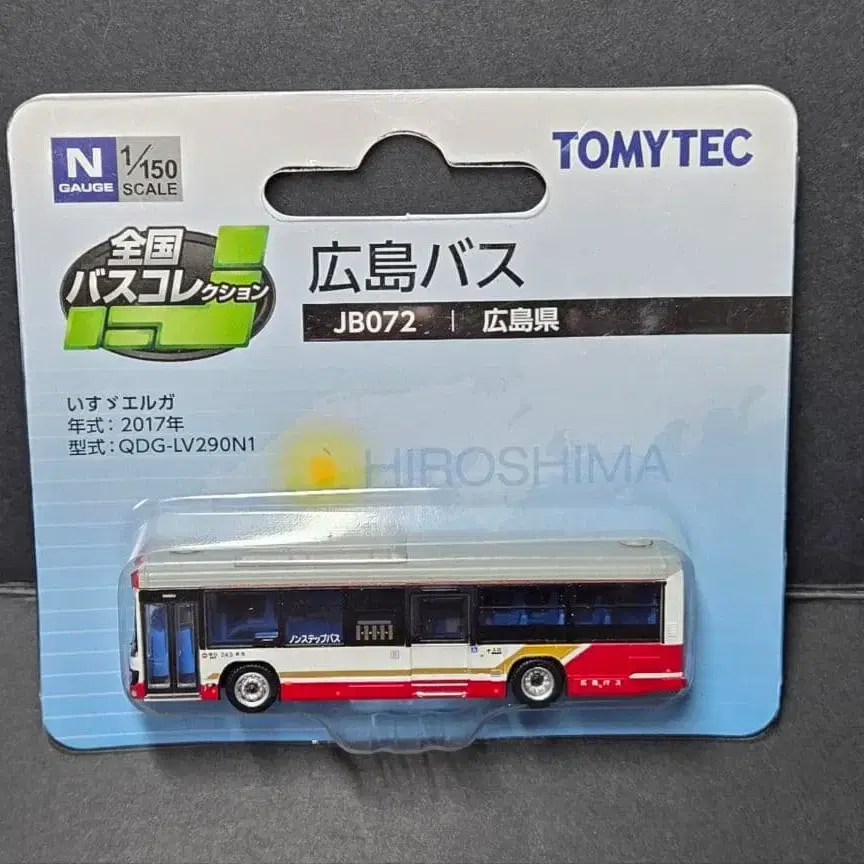 N
GAUGE
1/150
SCALE
TOMYTEC
全国
バスコレクション
広島バス
JB072 | 広島県
いすゞエルガ
年式：2017年
型式：QDG-LV290N1
HIROSHIMA
ノンステップバス
広島バス